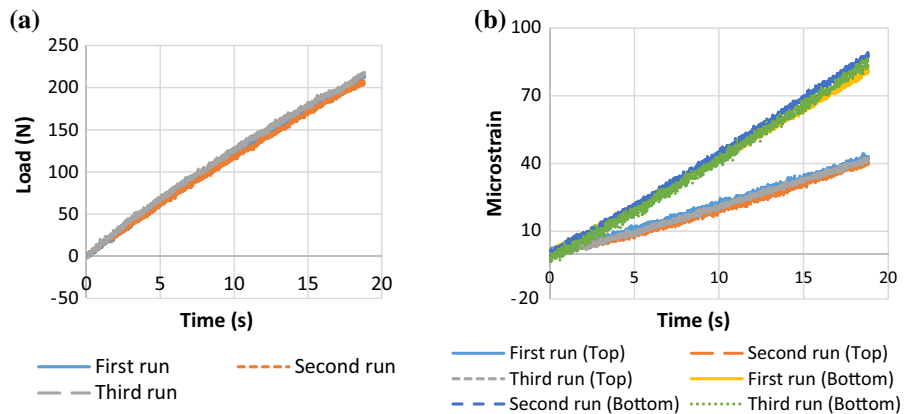 (a)
Load (N)
250
200
150
100
50
0
-50
0 5 10 15 20
Time (s)
First run
Second run
Third run
(b)
Microstrain
100
70
40
10
-20
0 5 10 15 20
Time (s)
First run (Top)
Second run (Top)
Third run (Top)
First run (Bottom)
Second run (Bottom)
Third run (Bottom)